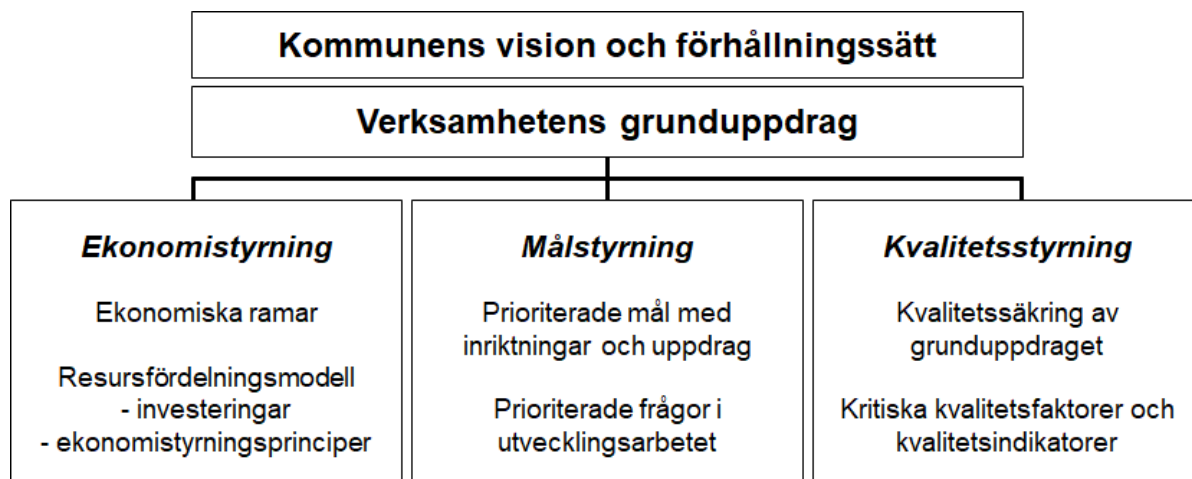 Kommunens vision och förhållningssätt
Verksamhetens grunduppdrag
Ekonomistyrning
Ekonomiska ramar
Resursfördelningsmodell
- investeringar
- ekonomistyrningsprinciper
Målstyrning
Prioriterade mål med
inriktningar och uppdrag
Prioriterade frågor i
utvecklingsarbetet
Kvalitetsstyrning
Kvalitetssäkring av
grunduppdraget
Kritiska kvalitetsfaktorer och
kvalitetsindikatorer